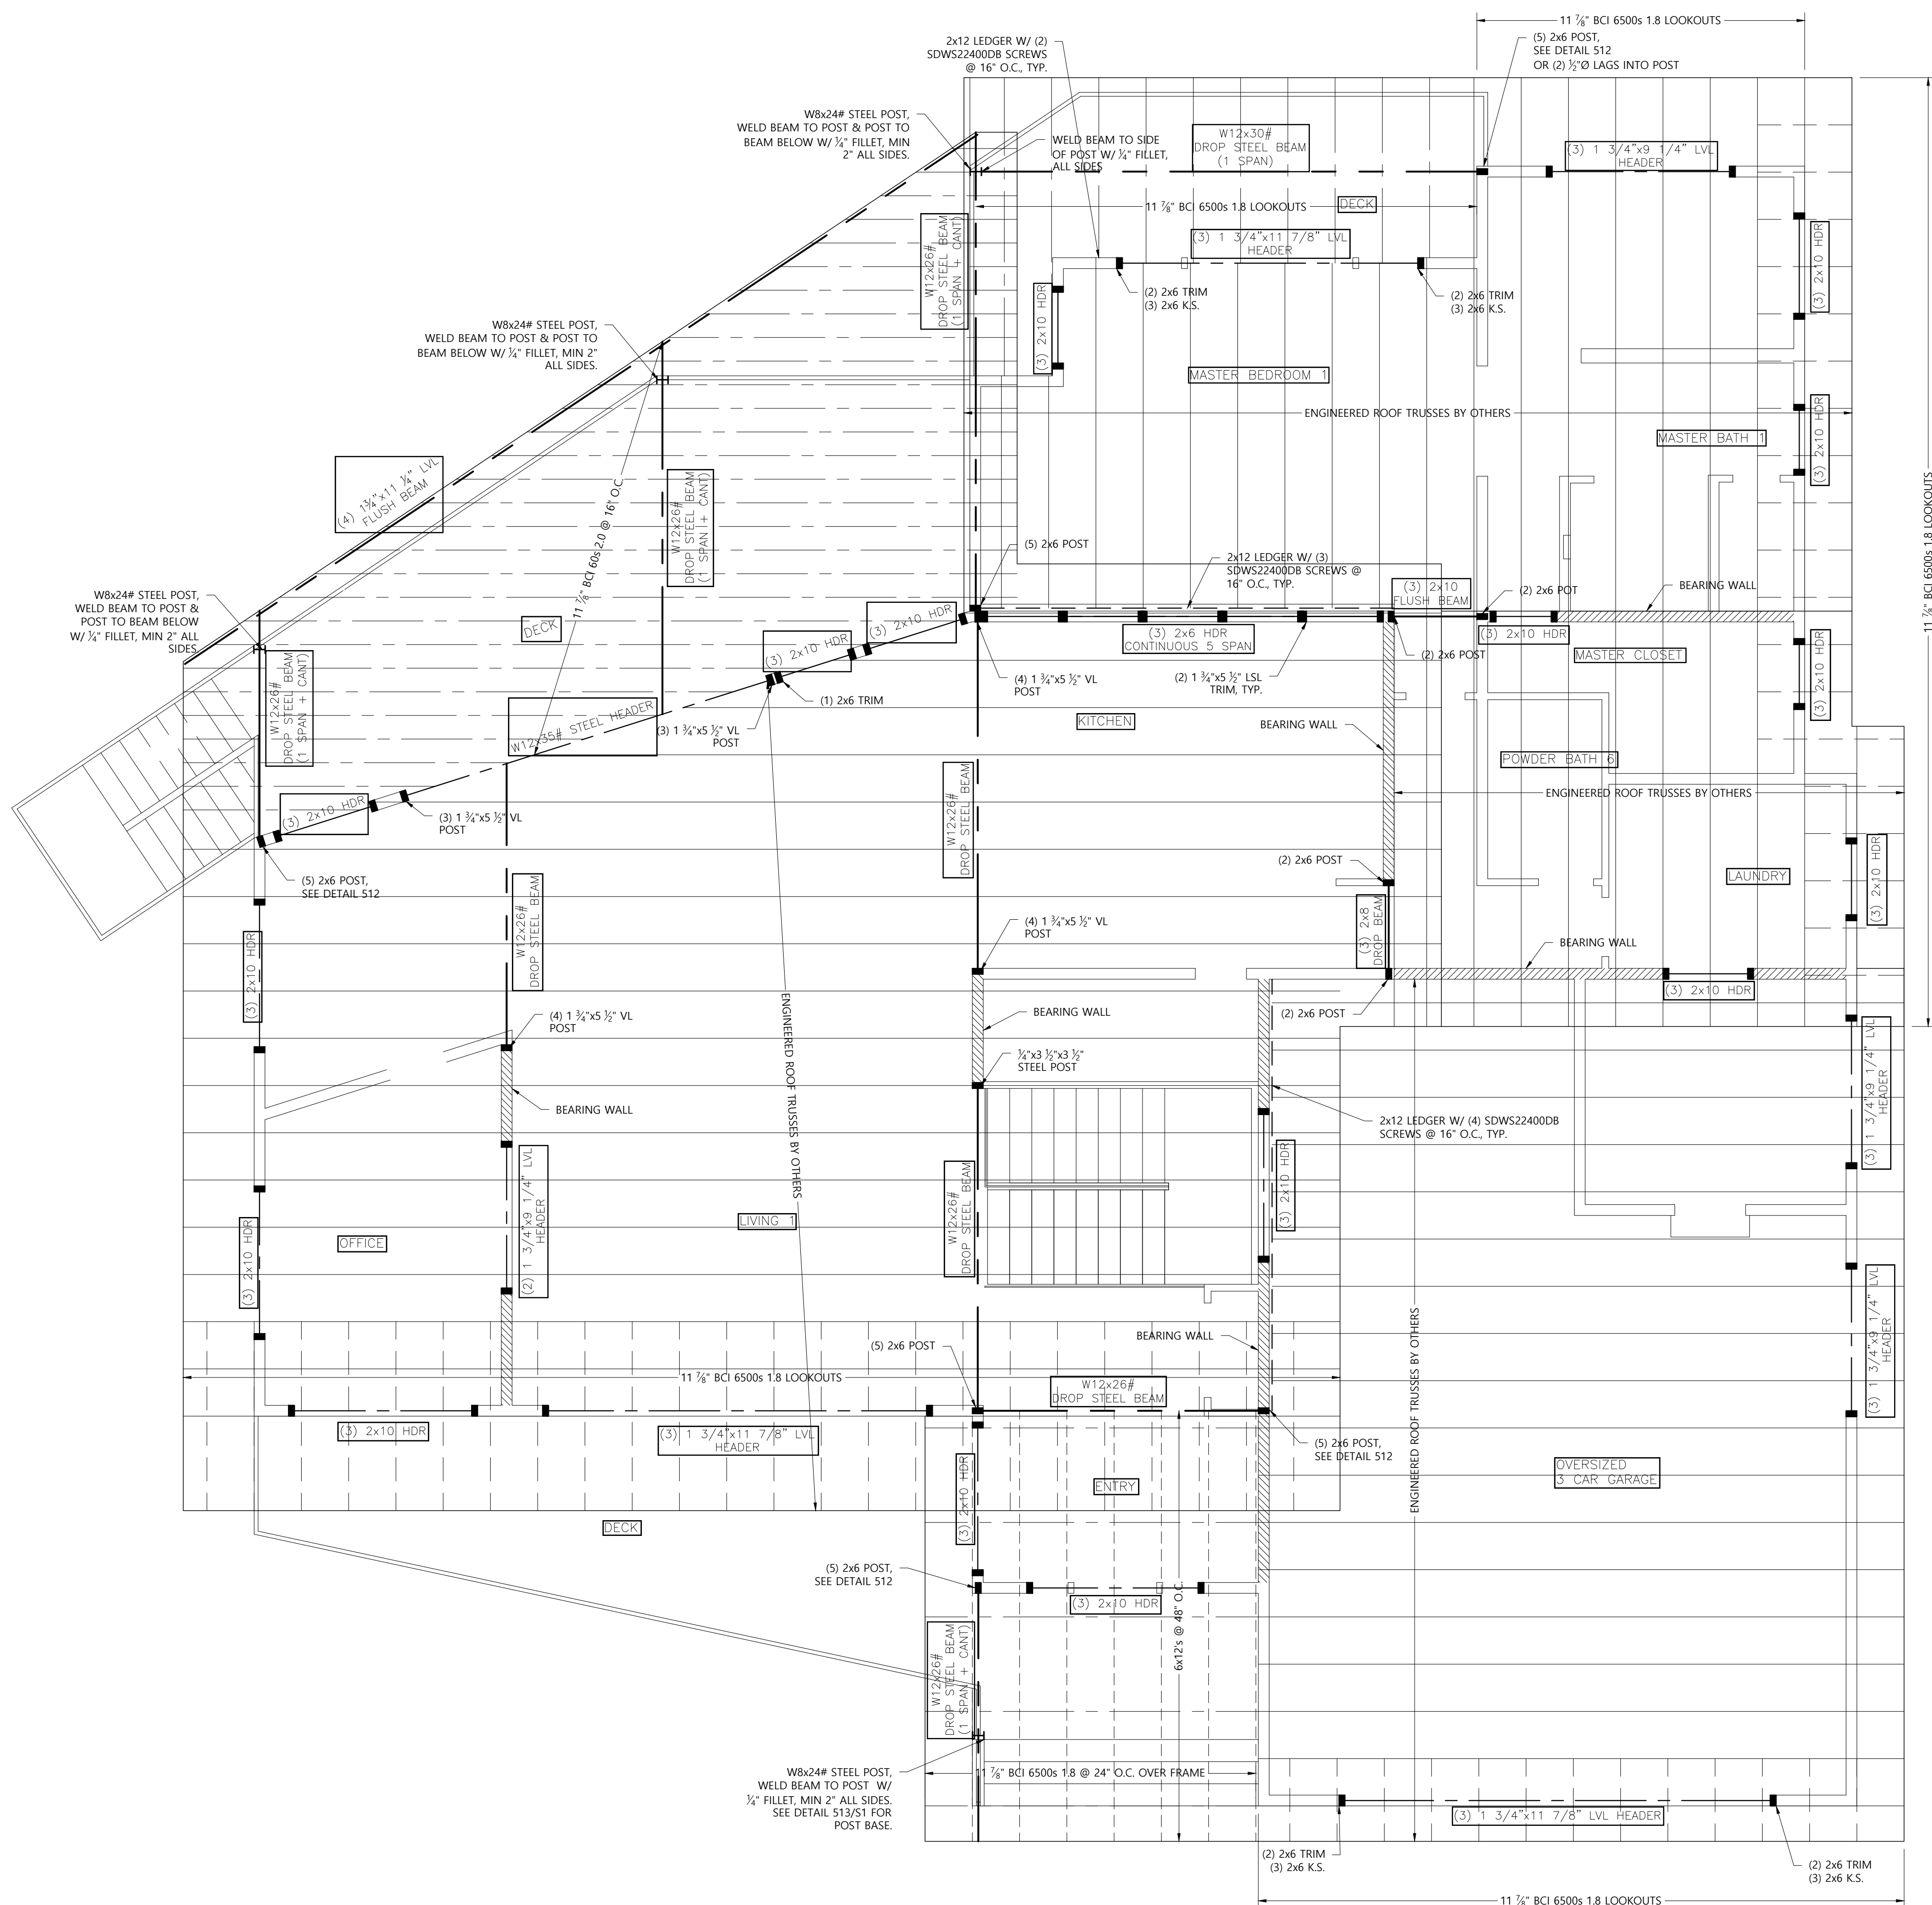 11 ⅞" BCI 6500s 1.8 LOOKOUTS
2x12 LEDGER W/ (2)
SDWS22400DB SCREWS
@ 16" O.C., TYP.
(5) 2x6 POST,
SEE DETAIL 512
OR (2) ½"Ø LAGS INTO POST
W8x24# STEEL POST,
WELD BEAM TO POST & POST TO
BEAM BELOW W/ ¼" FILLET, MIN
2" ALL SIDES.
WELD BEAM TO SIDE
OF POST W/ ¼" FILLET,
ALL SIDES
W12x30#
DROP STEEL BEAM
(1 SPAN)
(3) 1 3/4"x9 1/4" LVL
HEADER
11 ⅞" BCI 6500s 1.8 LOOKOUTS
DECK
W12x26#
DROP STEEL BEAM
(1 SPAN + CANT)
(3) 1 3/4"x11 7/8" LVL
HEADER
(3) 2x10 HDR
(3) 2x10 HDR
(2) 2x6 TRIM
(3) 2x6 K.S.
(2) 2x6 TRIM
(3) 2x6 K.S.
W8x24# STEEL POST,
WELD BEAM TO POST & POST TO
BEAM BELOW W/ ¼" FILLET, MIN 2"
ALL SIDES.
MASTER BEDROOM 1
ENGINEERED ROOF TRUSSES BY OTHERS
(3) 2x10 HDR
MASTER BATH 1
(4) 1¾"x11 ¼" LVL
FLUSH BEAM
W12x26#
DROP STEEL BEAM
(1 SPAN + CANT)
11 ⅞" BCI 60s 2.0 @ 16" O.C.
11 ⅞" BCI 6500s 1.8 LOOKOUTS
(5) 2x6 POST
2x12 LEDGER W/ (3)
SDWS22400DB SCREWS @
16" O.C., TYP.
(3) 2x10
FLUSH BEAM
(2) 2x6 POT
BEARING WALL
W8x24# STEEL POST,
WELD BEAM TO POST &
POST TO BEAM BELOW
W/ ¼" FILLET, MIN 2" ALL
SIDES.
DECK
(3) 2x10 HDR
(3) 2x10 HDR
(3) 2x6 HDR
CONTINUOUS 5 SPAN
(3) 2x10 HDR
(2) 2x6 POST
MASTER CLOSET
(3) 2x10 HDR
W12x26#
DROP STEEL BEAM
(1 SPAN + CANT)
(4) 1 ¾"x5 ½" VL
POST
(2) 1 ¾"x5 ½" LSL
TRIM, TYP.
(1) 2x6 TRIM
KITCHEN
BEARING WALL
W12x35# STEEL HEADER
(3) 1 ¾"x5 ½" VL
POST
POWDER BATH 6
W12x26#
DROP STEEL BEAM
ENGINEERED ROOF TRUSSES BY OTHERS
(3) 2x10 HDR
(3) 1 ¾"x5 ½" VL
POST
(2) 2x6 POST
(5) 2x6 POST,
SEE DETAIL 512
W12x26#
DROP STEEL BEAM
LAUNDRY
(3) 2x10 HDR
(3) 2x10 HDR
(4) 1 ¾"x5 ½" VL
POST
(3) 2x8
DROP BEAM
BEARING WALL
(3) 2x10 HDR
(4) 1 ¾"x5 ½" VL
POST
BEARING WALL
(2) 2x6 POST
¼"x3 ½"x3 ½"
STEEL POST
(3) 1 3/4"x9 1/4" LVL
HEADER
ENGINEERED ROOF TRUSSES BY OTHERS
BEARING WALL
2x12 LEDGER W/ (4) SDWS22400DB
SCREWS @ 16" O.C., TYP.
(2) 1 3/4"x9 1/4" LVL
HEADER
(3) 2x10 HDR
W12x26#
DROP STEEL BEAM
(3) 2x10 HDR
LIVING 1
OFFICE
(3) 1 3/4"x9 1/4" LVL
HEADER
(5) 2x6 POST
BEARING WALL
ENGINEERED ROOF TRUSSES BY OTHERS
11 ⅞" BCI 6500s 1.8 LOOKOUTS
W12x26#
DROP STEEL BEAM
(3) 2x10 HDR
(3) 1 3/4"x11 7/8" LVL
HEADER
(5) 2x6 POST,
SEE DETAIL 512
(3) 2x10 HDR
ENTRY
OVERSIZED
3 CAR GARAGE
DECK
(5) 2x6 POST,
SEE DETAIL 512
(3) 2x10 HDR
6x12's @ 48" O.C.
W12x26#
DROP STEEL BEAM
(1 SPAN + CANT)
W8x24# STEEL POST,
WELD BEAM TO POST W/
¼" FILLET, MIN 2" ALL SIDES.
SEE DETAIL 513/S1 FOR
POST BASE.
11 ⅞" BCI 6500s 1.8 @ 24" O.C. OVER FRAME
(3) 1 3/4"x11 7/8" LVL HEADER
(2) 2x6 TRIM
(3) 2x6 K.S.
(2) 2x6 TRIM
(3) 2x6 K.S.
11 ⅞" BCI 6500s 1.8 LOOKOUTS